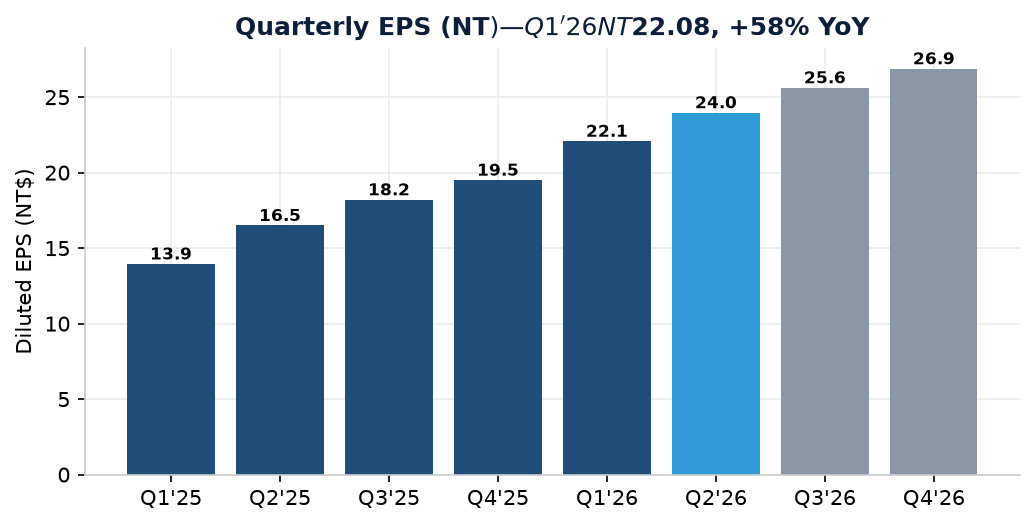 Quarterly EPS (NT)—Q1′26NT22.08, +58% YoY
Diluted EPS (NT$)
25
20
15
10
5
0
13.9
16.5
18.2
19.5
22.1
24.0
25.6
26.9
Q1'25
Q2'25
Q3'25
Q4'25
Q1'26
Q2'26
Q3'26
Q4'26